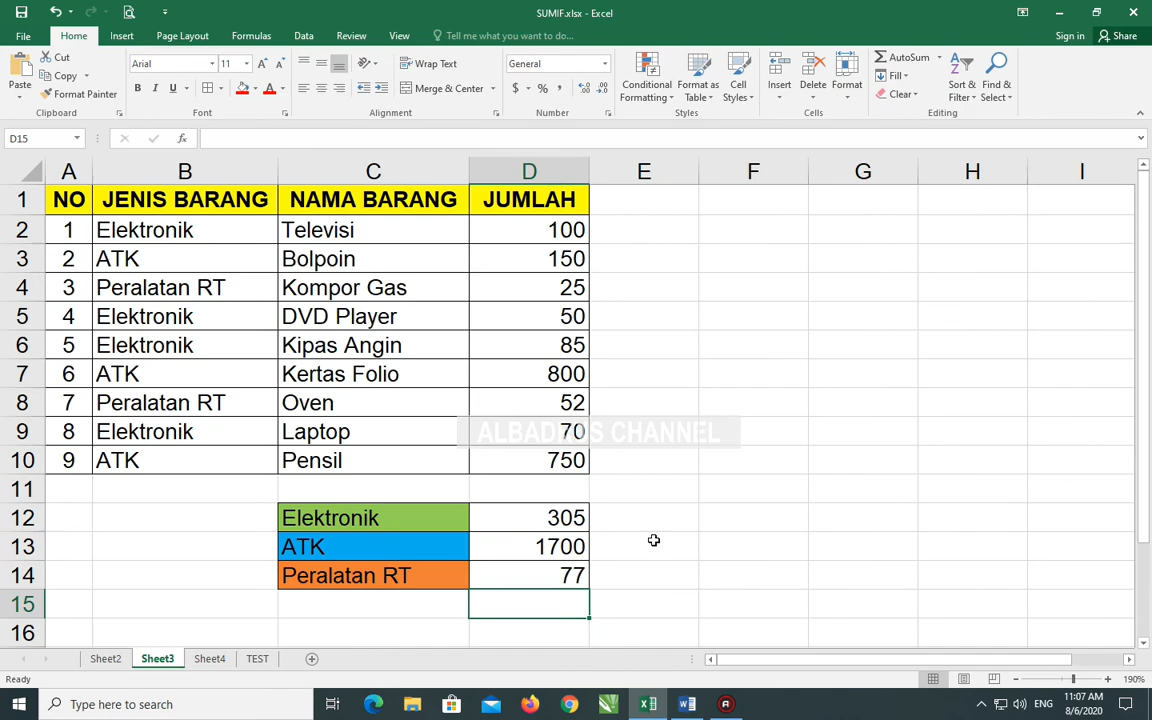 SUMIF.xlsx - Excel
File Home Insert Page Layout Formulas Data Review View Tell me what you want to do... Sign in Share
Paste Cut Copy Format Painter Clipboard
Arial 11 A A B I U A Font
Wrap Text Merge & Center Alignment
General $ % , Number
Conditional Formatting Format as Table Cell Styles Styles
Insert Delete Format Cells
AutoSum Fill Clear Sort & Filter Find & Select Editing
D15 fx
A B C D E F G H I
1 NO JENIS BARANG NAMA BARANG JUMLAH
2 1 Elektronik Televisi 100
3 2 ATK Bolpoin 150
4 3 Peralatan RT Kompor Gas 25
5 4 Elektronik DVD Player 50
6 5 Elektronik Kipas Angin 85
7 6 ATK Kertas Folio 800
8 7 Peralatan RT Oven 52
9 8 Elektronik Laptop 70
10 9 ATK Pensil 750
11
12 Elektronik 305
13 ATK 1700
14 Peralatan RT 77
15
16
Sheet2 Sheet3 Sheet4 TEST
Ready 190%
Type here to search ENG 11:07 AM
8/6/2020